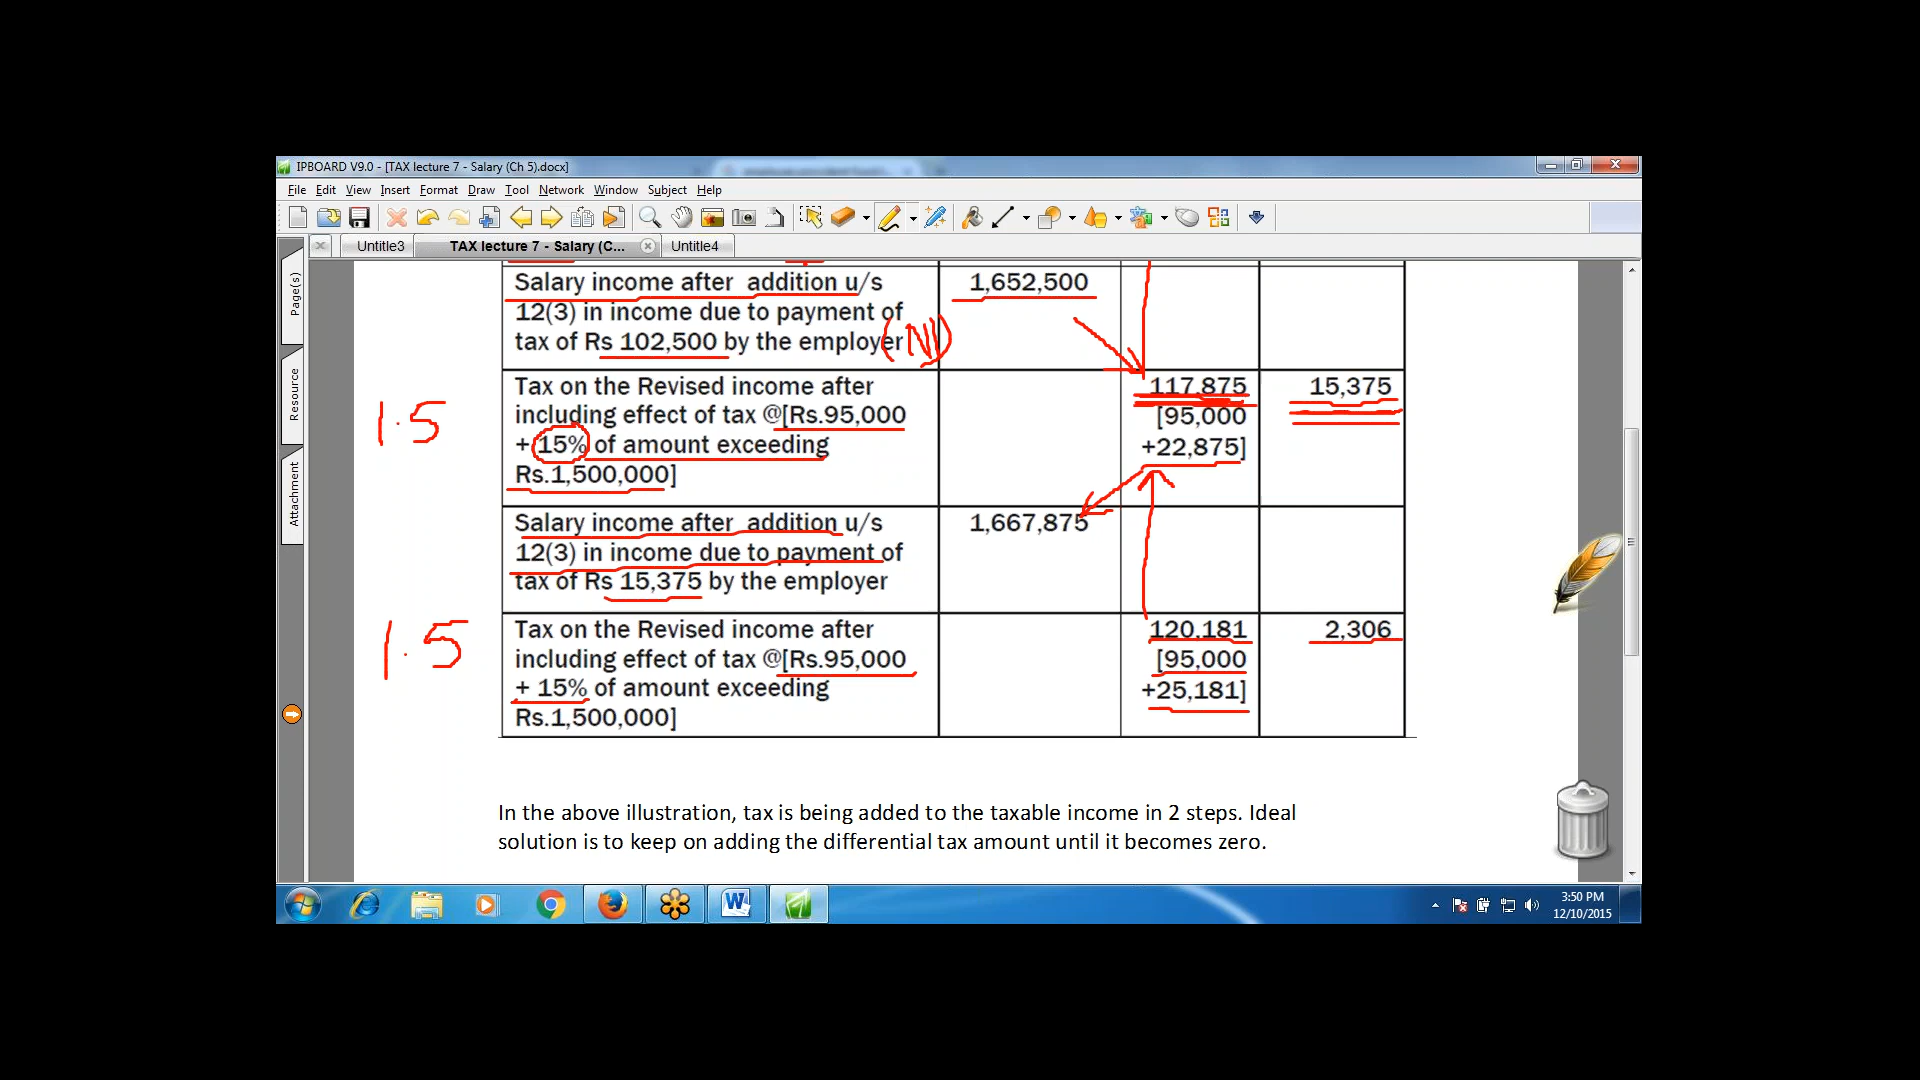 IPBOARD V9.0 - [TAX lecture 7 - Salary (Ch 5).docx]
File Edit View Insert Format Draw Tool Network Window Subject Help
Untitle3 TAX lecture 7 - Salary (C... Untitle4
Page(s)
Resource
Attachment
Salary income after addition u/s 1,652,500
12(3) in income due to payment of
tax of Rs 102,500 by the employer (N)
Tax on the Revised income after 117,875 15,375
including effect of tax @[Rs.95,000 [95,000
+ 15% of amount exceeding +22,875]
Rs.1,500,000]
1.5
Salary income after addition u/s 1,667,875
12(3) in income due to payment of
tax of Rs 15,375 by the employer
Tax on the Revised income after 120,181 2,306
including effect of tax @[Rs.95,000 [95,000
+ 15% of amount exceeding +25,181]
Rs.1,500,000]
1.5
In the above illustration, tax is being added to the taxable income in 2 steps. Ideal
solution is to keep on adding the differential tax amount until it becomes zero.
3:50 PM
12/10/2015